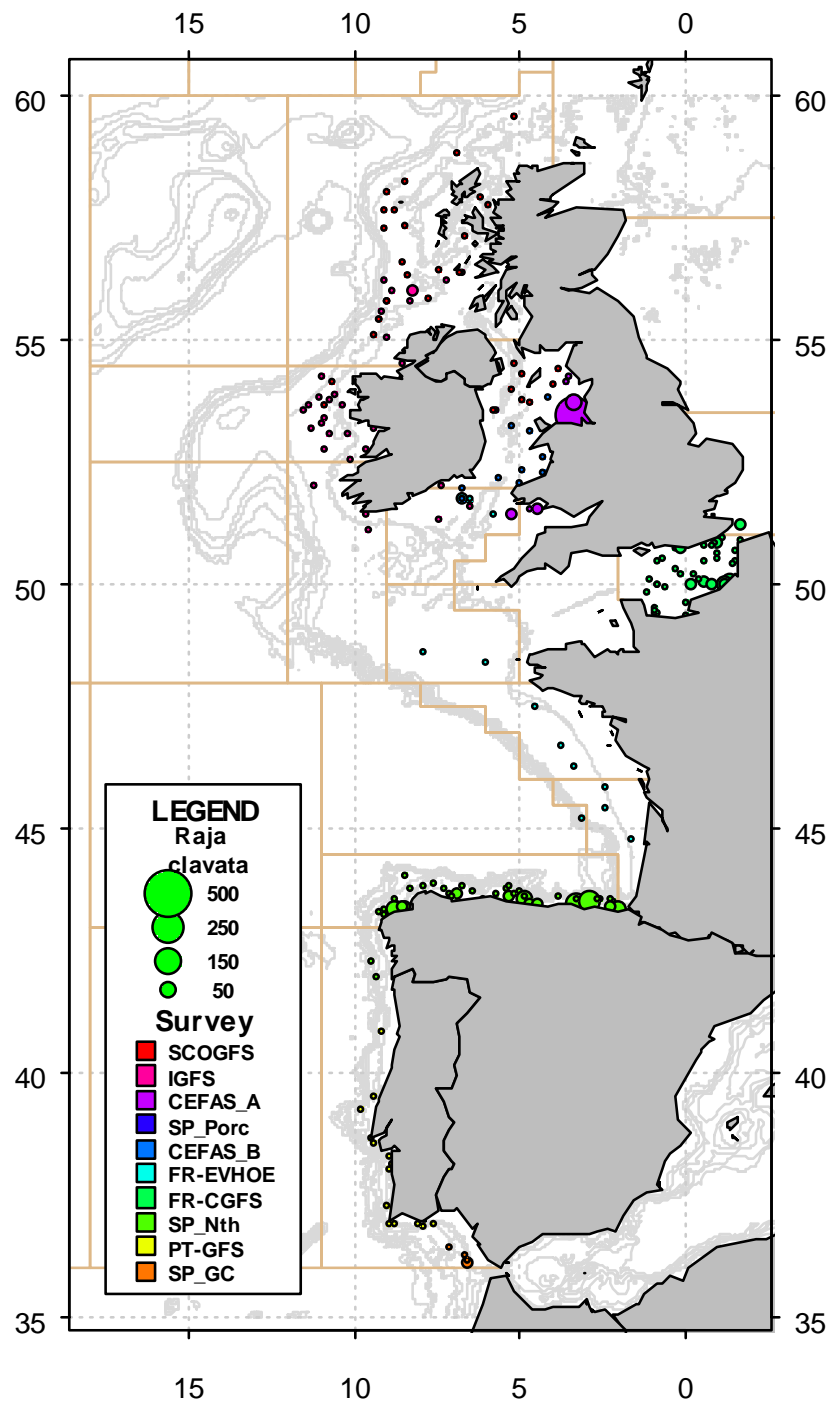 15 10 5 0
60 60
55 55
50 50
45 45
LEGEND
Raja
clavata
500
250
150
50
Survey
SCOGFS
IGFS
CEFAS_A
40 40
SP_Porc
CEFAS_B
FR-EVHOE
FR-CGFS
SP_Nth
PT-GFS
SP_GC
35 35
15 10 5 0